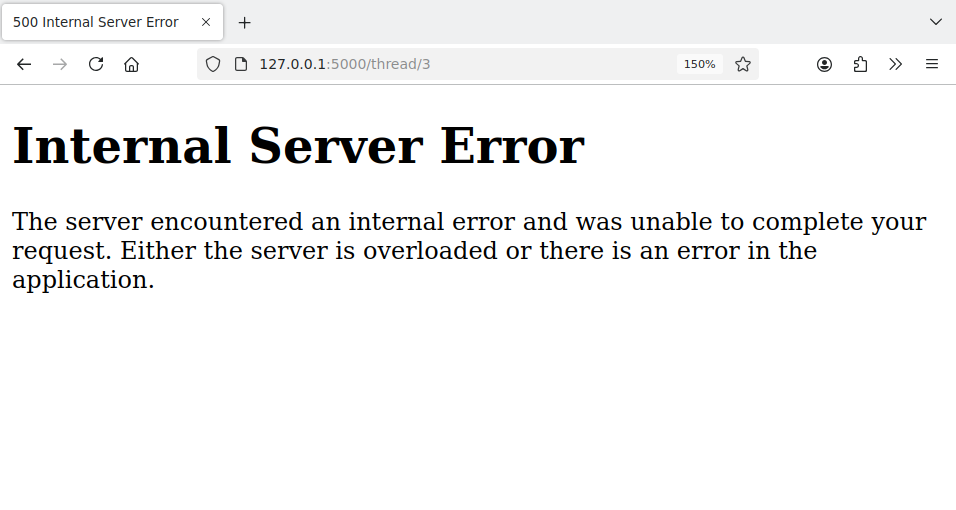 500 Internal Server Error
127.0.0.1:5000/thread/3
150%
Internal Server Error
The server encountered an internal error and was unable to complete your
request. Either the server is overloaded or there is an error in the
application.